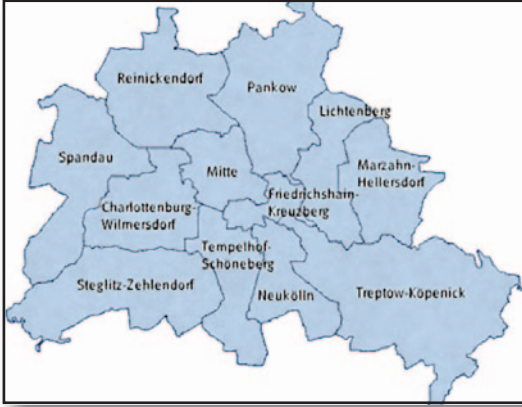 Reinickendorf
Pankow
Lichtenberg
Spandau
Mitte
Marzahn-
Hellersdorf
Friedrichshain-
Kreuzberg
Charlottenburg-
Wilmersdorf
Tempelhof-
Schöneberg
Steglitz-Zehlendorf
Neukölln
Treptow-Köpenick